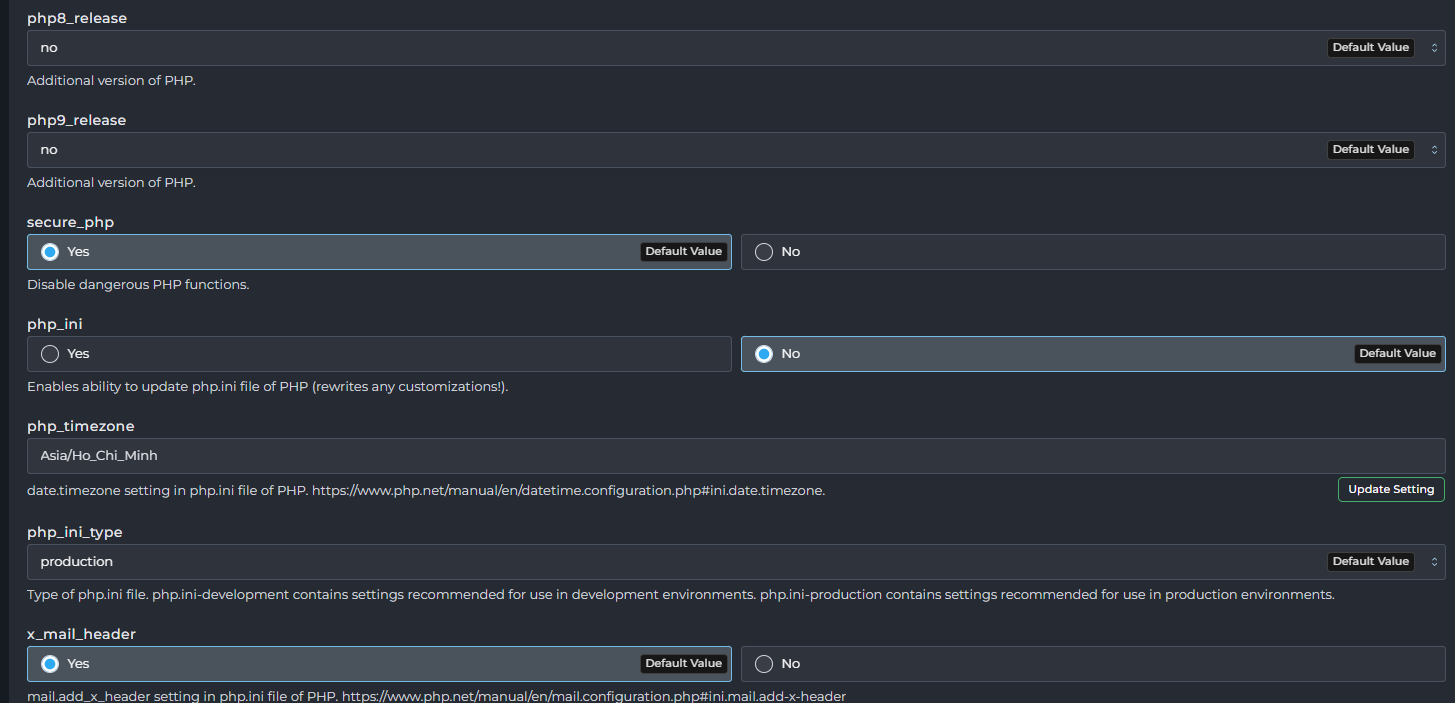 php8_release
no Default Value
Additional version of PHP.
php9_release
no Default Value
Additional version of PHP.
secure_php
Yes Default Value No
Disable dangerous PHP functions.
php_ini
Yes No Default Value
Enables ability to update php.ini file of PHP (rewrites any customizations!).
php_timezone
Asia/Ho_Chi_Minh
date.timezone setting in php.ini file of PHP. https://www.php.net/manual/en/datetime.configuration.php#ini.date.timezone. Update Setting
php_ini_type
production Default Value
Type of php.ini file. php.ini-development contains settings recommended for use in development environments. php.ini-production contains settings recommended for use in production environments.
x_mail_header
Yes Default Value No
mail.add_x_header setting in php.ini file of PHP. https://www.php.net/manual/en/mail.configuration.php#ini.mail.add-x-header